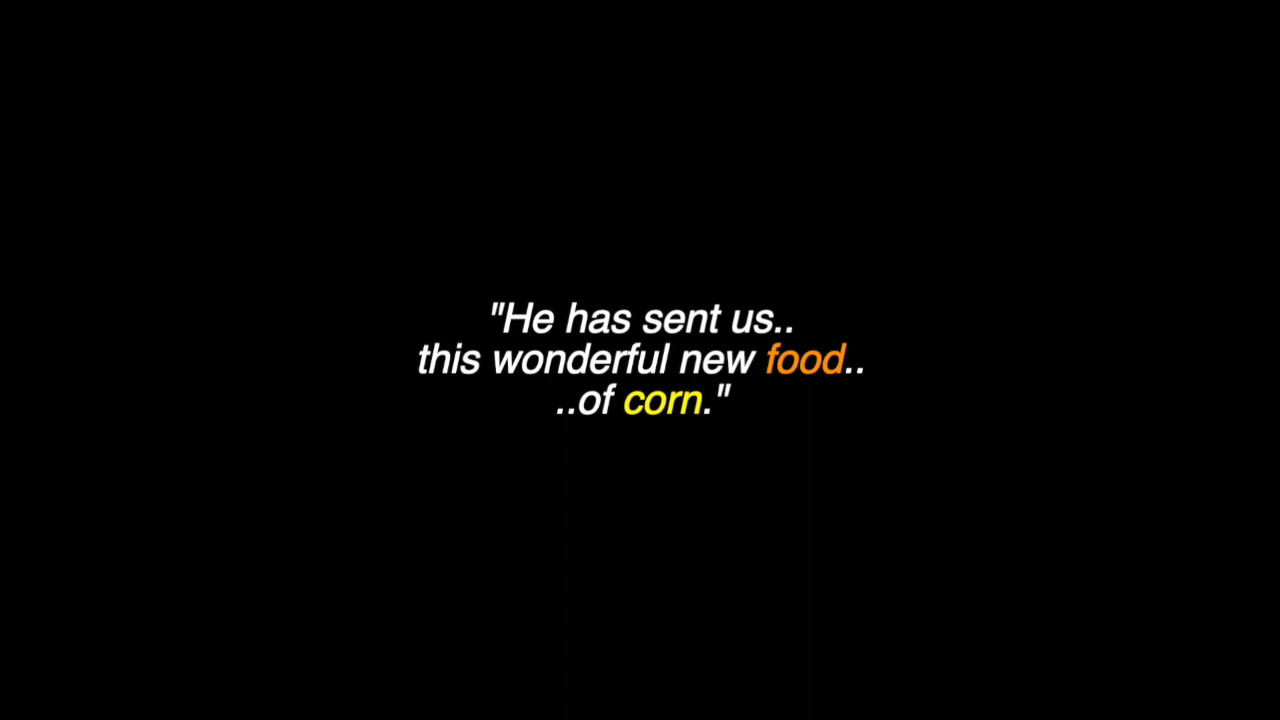 "He has sent us..
this wonderful new food..
..of corn."